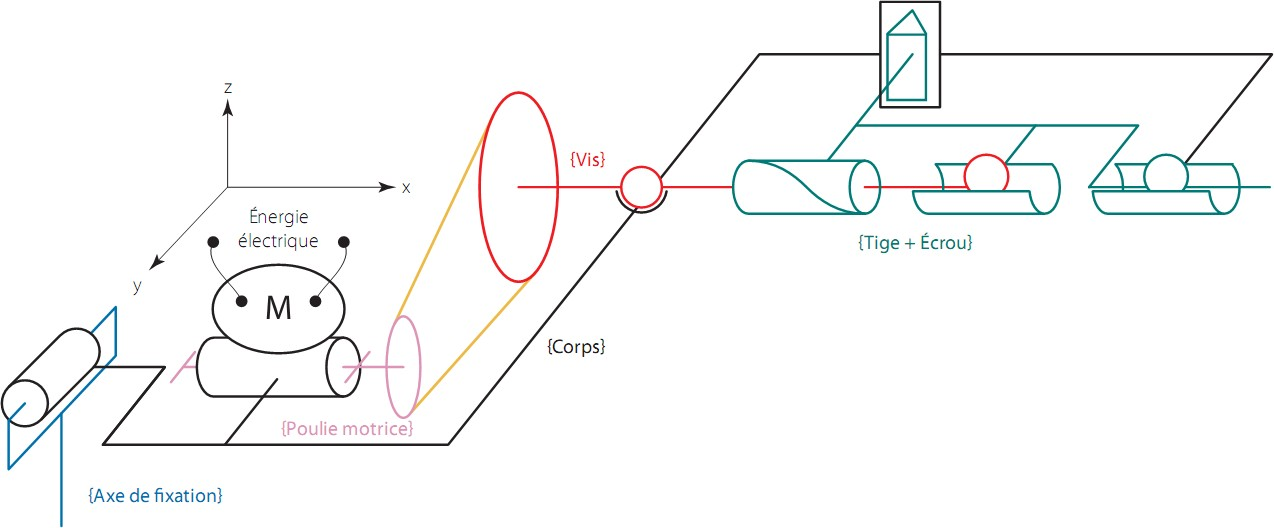 z
x
y
Énergie
électrique
M
{Vis}
{Tige + Écrou}
{Corps}
{Poulie motrice}
{Axe de fixation}